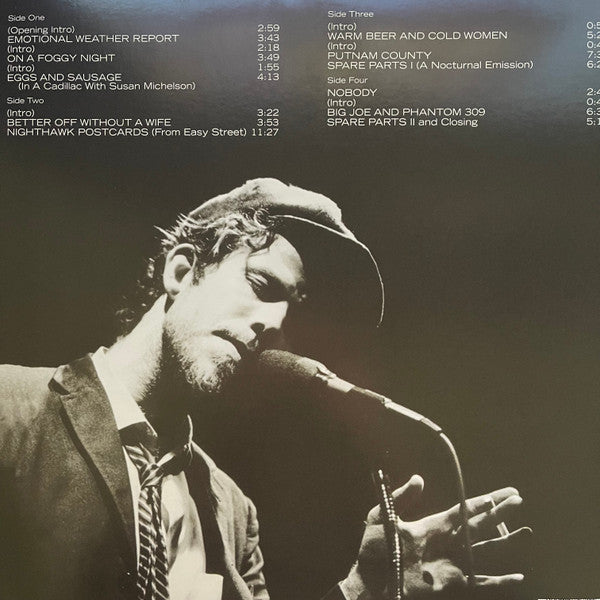 Side One
(Opening Intro) 2:59
EMOTIONAL WEATHER REPORT 3:43
(Intro) 2:18
ON A FOGGY NIGHT 3:49
(Intro) 1:55
EGGS AND SAUSAGE 4:13
(In A Cadillac With Susan Michelson)
Side Two
(Intro) 3:22
BETTER OFF WITHOUT A WIFE 3:53
NIGHTHAWK POSTCARDS (From Easy Street) 11:27
Side Three
(Intro)
WARM BEER AND COLD WOMEN
(Intro)
PUTNAM COUNTY
SPARE PARTS I (A Nocturnal Emission)
Side Four
NOBODY
(Intro)
BIG JOE AND PHANTOM 309
SPARE PARTS II and Closing